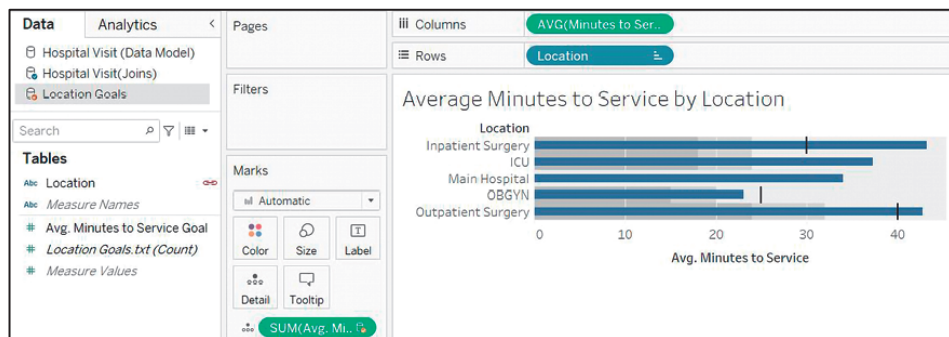 Data
Analytics
Hospital Visit (Data Model)
Hospital Visit(Joins)
Location Goals
Search
Tables
Abc Location
Abc Measure Names
# Avg. Minutes to Service Goal
# Location Goals.txt (Count)
# Measure Values
Pages
Filters
Marks
Automatic
Color
Size
Label
Detail
Tooltip
SUM(Avg. Mi..
Columns
AVG(Minutes to Ser..
Rows
Location
Average Minutes to Service by Location
Location
Inpatient Surgery
ICU
Main Hospital
OBGYN
Outpatient Surgery
0 10 20 30 40
Avg. Minutes to Service